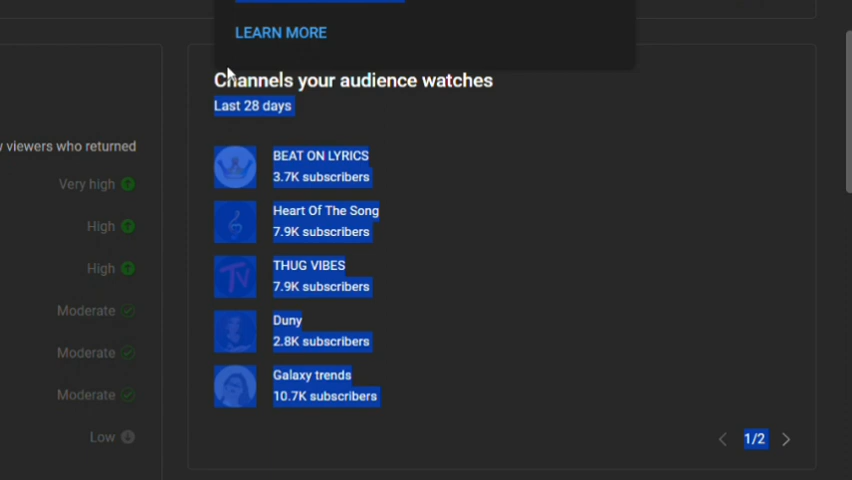 LEARN MORE
Channels your audience watches
Last 28 days
viewers who returned
Very high
High
High
Moderate
Moderate
Moderate
Low
BEAT ON LYRICS
3.7K subscribers
Heart Of The Song
7.9K subscribers
THUG VIBES
7.9K subscribers
Duny
2.8K subscribers
Galaxy trends
10.7K subscribers
1/2